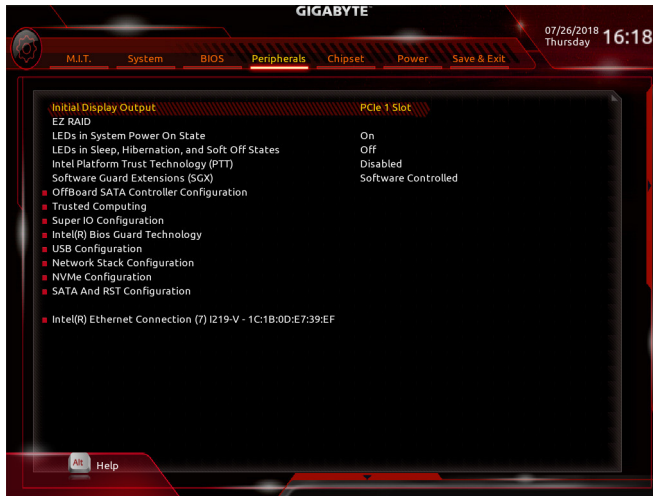 GIGABYTE™
07/26/2018 16:18
Thursday
M.I.T. System BIOS Peripherals Chipset Power Save & Exit
Initial Display Output PCIe 1 Slot
EZ RAID
LEDs in System Power On State On
LEDs in Sleep, Hibernation, and Soft Off States Off
Intel Platform Trust Technology (PTT) Disabled
Software Guard Extensions (SGX) Software Controlled
OffBoard SATA Controller Configuration
Trusted Computing
Super IO Configuration
Intel(R) Bios Guard Technology
USB Configuration
Network Stack Configuration
NVMe Configuration
SATA And RST Configuration
Intel(R) Ethernet Connection (7) I219-V - 1C:1B:0D:E7:39:EF
Alt Help